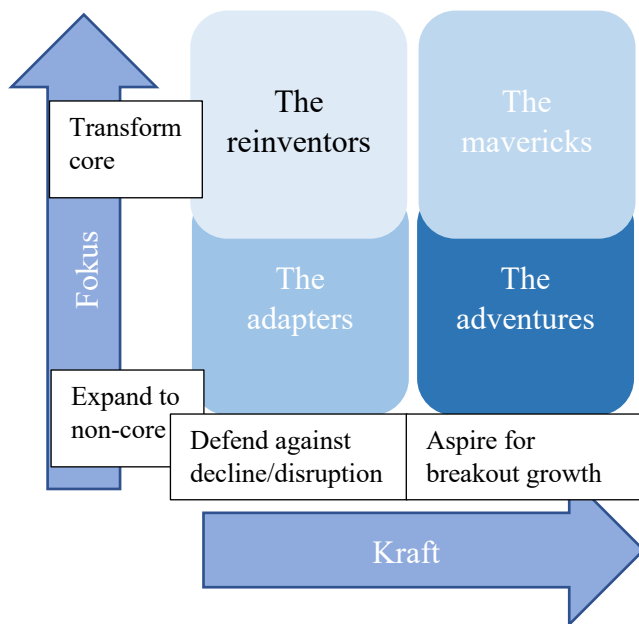 The
reinventors
The
mavericks
Transform
core
Fokus
The
adapters
The
adventures
Expand to
non-core
Defend against
decline/disruption
Aspire for
breakout growth
Kraft